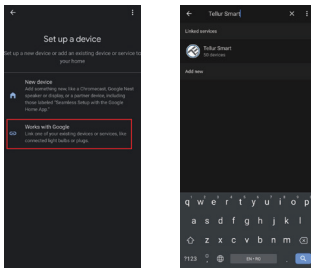 Set up a device
Set up a new device or add an existing device or service to
your home
New device
Add something new, like a Chromecast, Google Nest
speaker or display, or a partner device, including
those labeled "Seamless Setup with the Google
Home App."
Works with Google
Link one of your existing devices or services, like
connected light bulbs or plugs.
Tellur Smart
Linked services
Tellur Smart
Add new
q w e r t y u i o p
a s d f g h j k l
z x c v b n m
?123 , EN • RO .